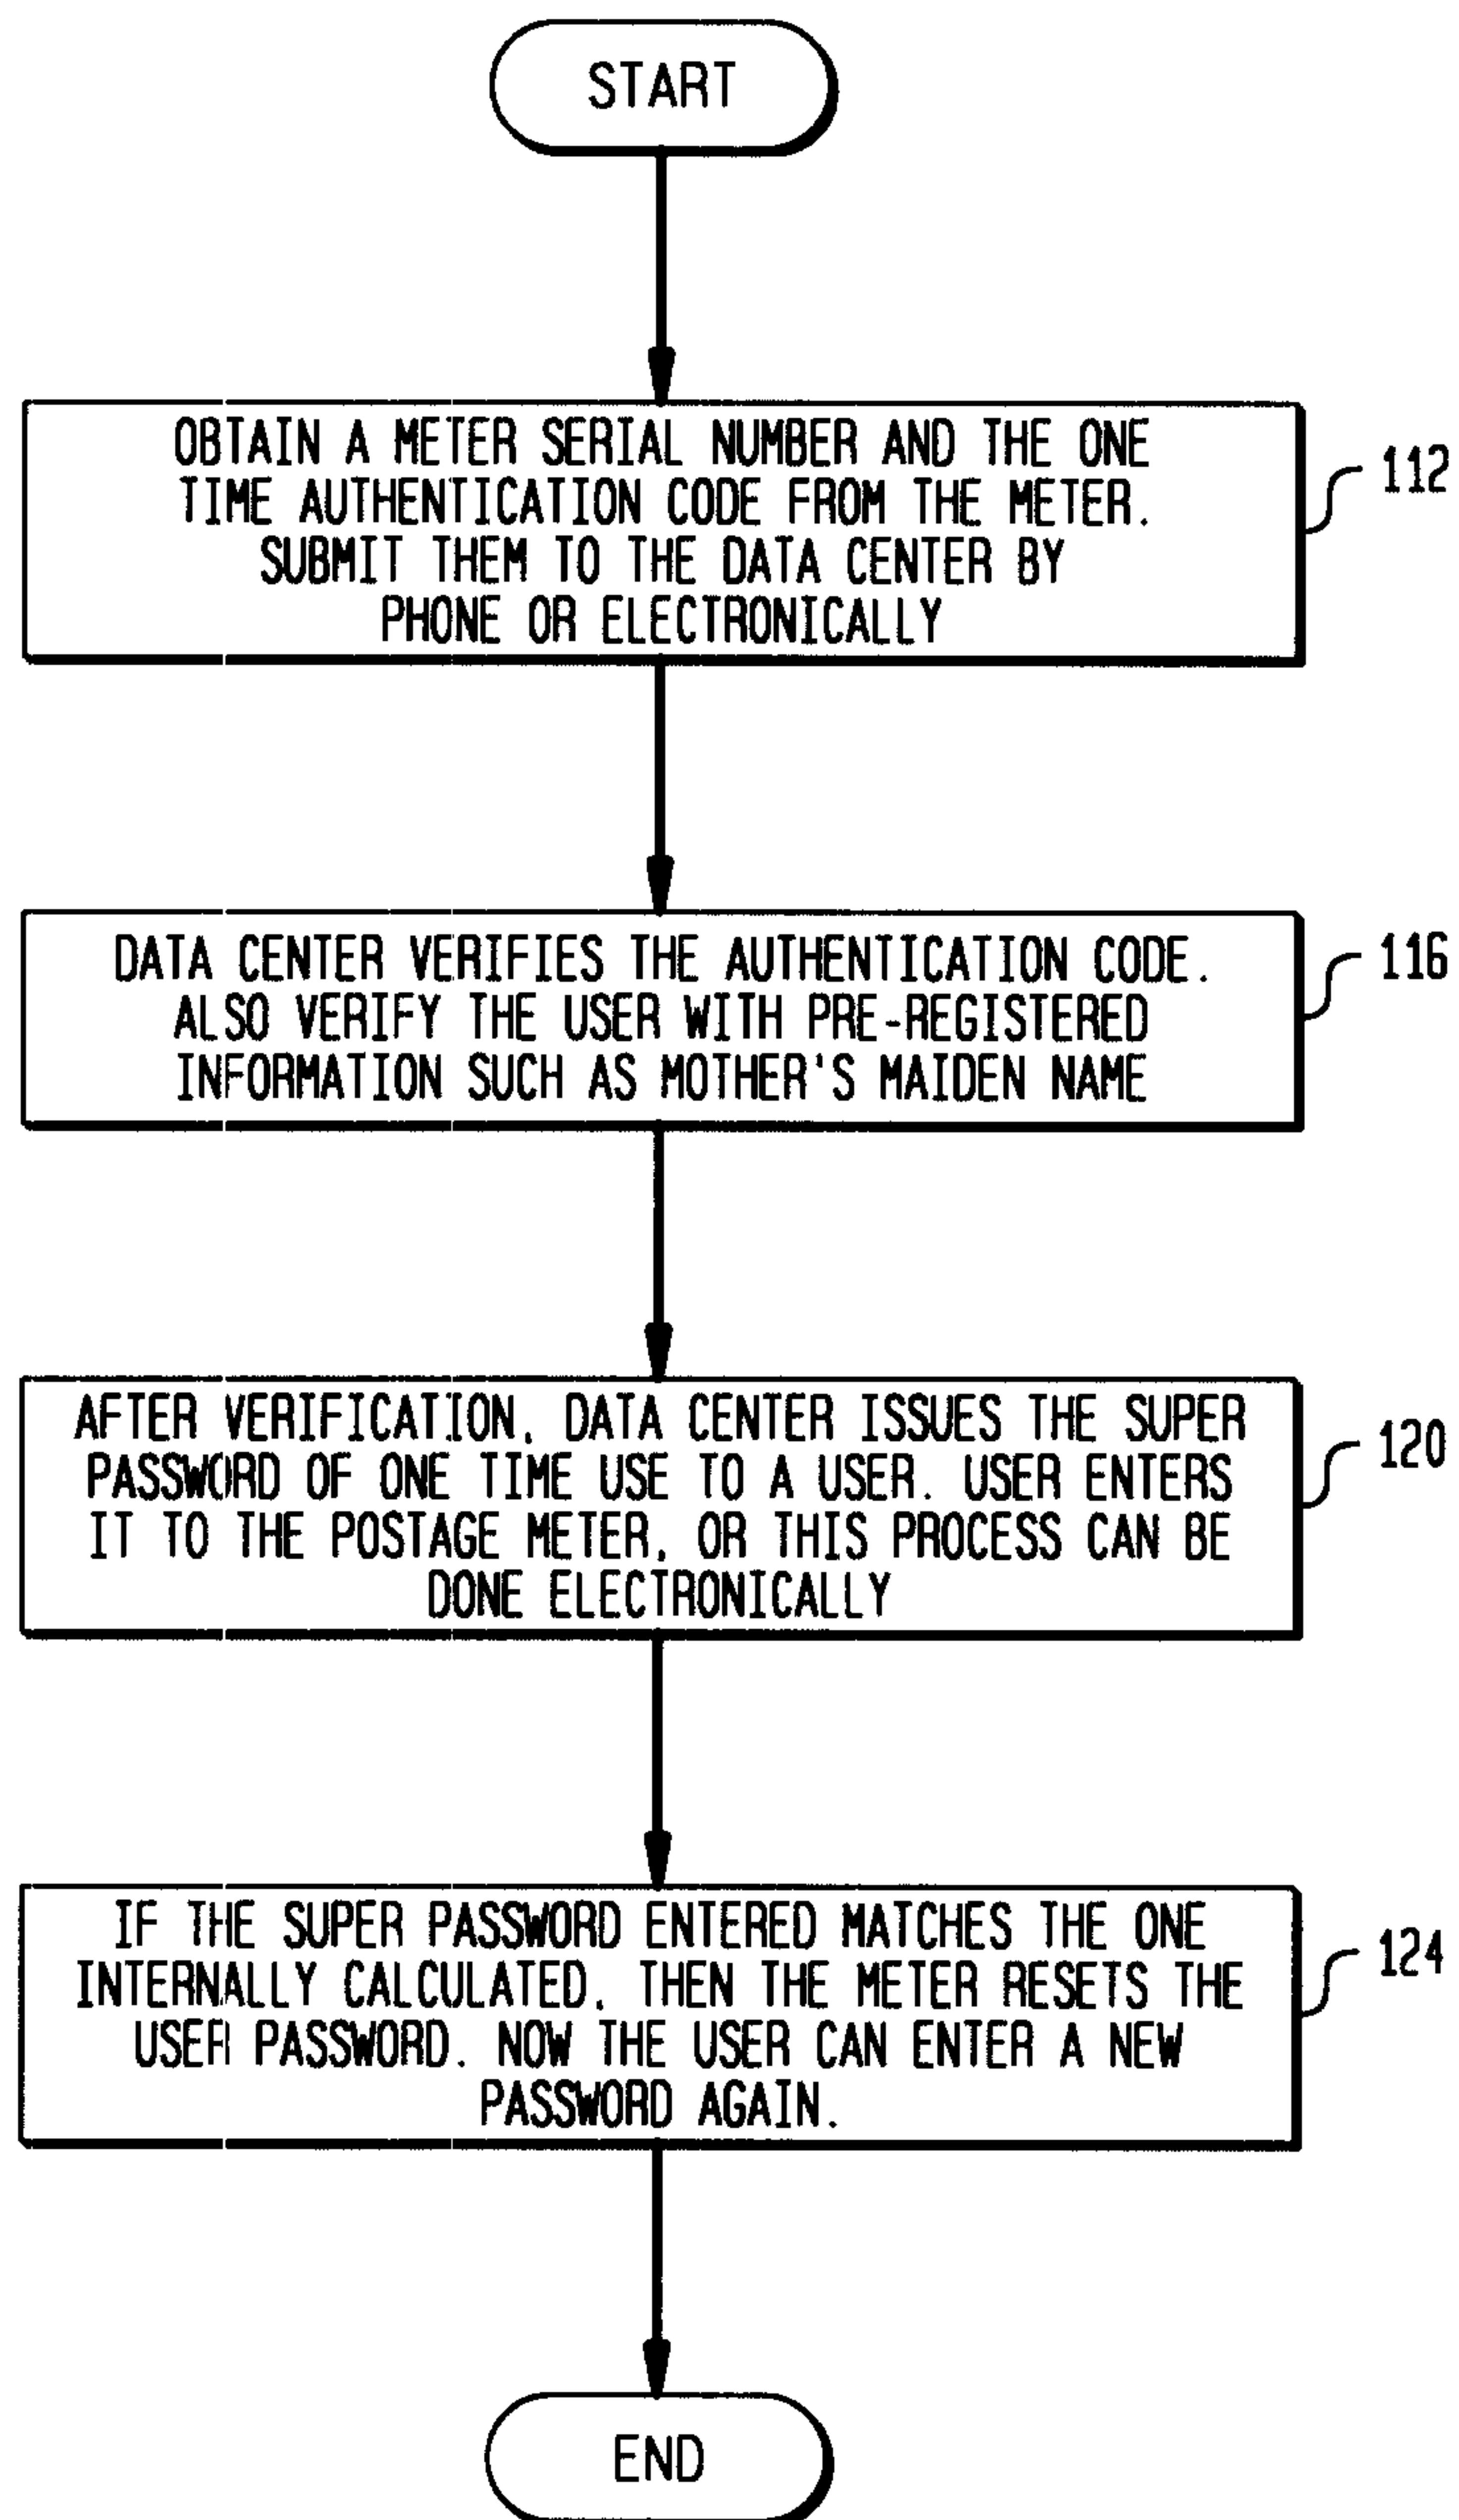 START
OBTAIN A METER SERIAL NUMBER AND THE ONE
TIME AUTHENTICATION CODE FROM THE METER.
SUBMIT THEM TO THE DATA CENTER BY
PHONE OR ELECTRONICALLY
112
DATA CENTER VERIFIES THE AUTHENTICATION CODE.
ALSO VERIFY THE USER WITH PRE-REGISTERED
INFORMATION SUCH AS MOTHER'S MAIDEN NAME
116
AFTER VERIFICATION, DATA CENTER ISSUES THE SUPER
PASSWORD OF ONE TIME USE TO A USER. USER ENTERS
IT TO THE POSTAGE METER, OR THIS PROCESS CAN BE
DONE ELECTRONICALLY
120
IF THE SUPER PASSWORD ENTERED MATCHES THE ONE
INTERNALLY CALCULATED, THEN THE METER RESETS THE
USER PASSWORD. NOW THE USER CAN ENTER A NEW
PASSWORD AGAIN.
124
END